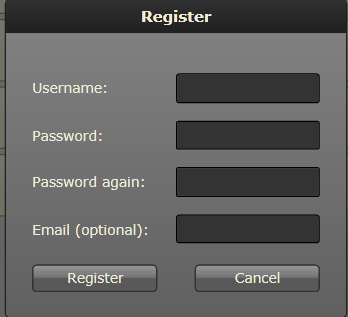 Register
Username:
Password:
Password again:
Email (optional):
Register Cancel